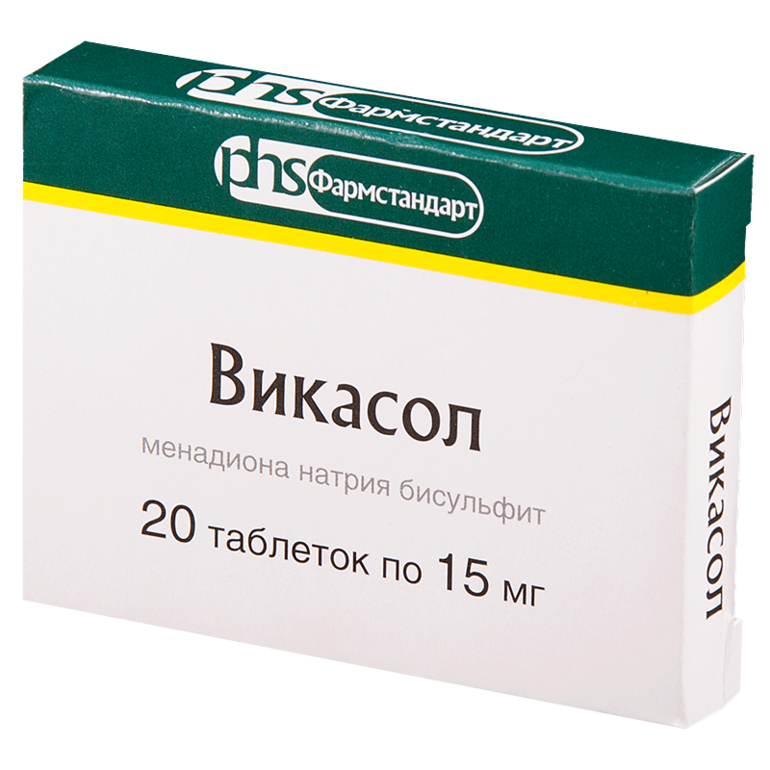 phs Фармстандарт
phs Фармстандарт
Викасол
менадиона натрия бисульфит
20 таблеток по 15 мг
Викасол